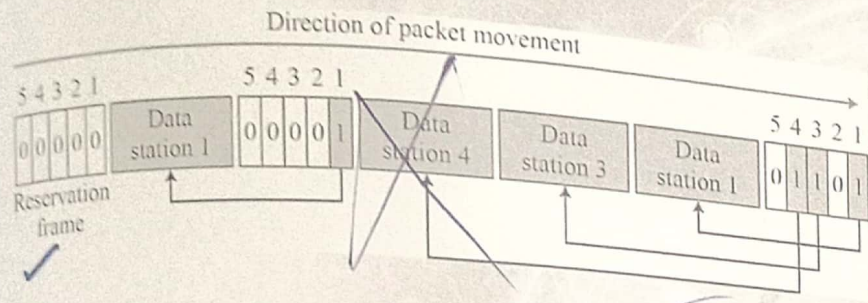 Direction of packet movement
5 4 3 2 1
5 4 3 2 1
5 4 3 2 1
0 0 0 0 0
Data
station 1
0 0 0 0 1
Data
station 4
Data
station 3
Data
station 1
0 1 1 0 1
Reservation
frame